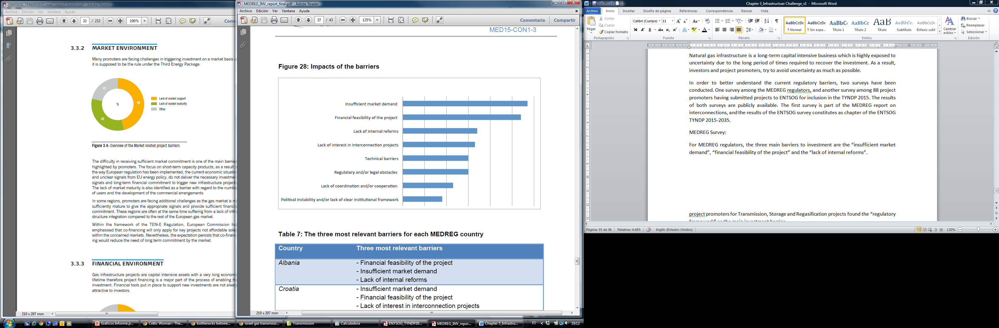 ENTSOG_TYNDP2015_main_report_lowres.pdf - Adobe Reader
Archivo Edición Ver Ventana Ayuda
32 / 232 100%
3.3.2 MARKET ENVIRONMENT
Many promoters are facing challenges in triggering investment on a market basis
it is supposed to be the rule under the Third Energy Package.
22
48
32
%
Lack of market support
Lack of market maturity
Other
Figure 3.4: Overview of the Market related project barriers
The difficulty in receiving sufficient market commitment is one of the main barrie
highlighted by promoters. The focus on short-term capacity products, as a result
the way European regulation has been implemented, the current economic situatio
and unclear signals from EU energy policy, do not deliver the necessary investme
signals and long-term financial commitment to trigger new infrastructure project
The lack of market maturity is also identified as a barrier with regard to the numb
of users and the development of the commercial arrangements.
In some regions, promoters are facing additional challenges as the gas market is n
sufficiently mature to give the appropriate signals and provide sufficient financi
commitment. These regions are often at the same time suffering from a lack of infr
structure integration compared to the rest of the European gas market.
Within the framework of the TEN-E Regulation, European Commission ha
emphasised that co-financing will only apply for key projects not affordable sole
within the concerned markets. Nevertheless, the expectation persists that co-finan
ing would reduce the need of long term commitment by the market.
3.3.3 FINANCIAL ENVIRONMENT
Gas infrastructure projects are capital intensive assets with a very long econom
lifetime therefore project financing is a major part of the process of enabling th
investment. Financial tools put in place to support new investments are not alway
attractive to investors.
210 x 297 mm
MEDREG_INV_report_final.pdf - Adobe Reader
Archivo Edición Ver Ventana Ayuda
37 / 43 125% Comentario Compartir
MED15-CON1-3
Figure 28: Impacts of the barriers
Insufficient market demand
Financial feasibility of the project
Lack of internal reforms
Lack of interest in interconnection projects
Technical barriers
Regulatory and/or legal obstacles
Lack of coordination and/or cooperation
Political instability and/or lack of clear institutional framework
Table 7: The three most relevant barriers for each MEDREG country
Country Three most relevant barriers
Albania - Financial feasibility of the project
- Insufficient market demand
- Lack of internal reforms
Croatia - Insufficient market demand
- Financial feasibility of the project
- Lack of interest in interconnection projects
210 x 297 mm
Chapter 3_Infrastructuer Challenge_v1 - Microsoft Word
Archivo Inicio Insertar Diseño de página Referencias Correspondencia Revisar Vista
Pegar
Cortar
Copiar
Copiar formato
Portapapeles
Calibri (Cuerpo) 11
Fuente
Párrafo
¶ Normal
¶ Sin espa...
Título 1
Título 2
Título
Subtítulo
Énfasis sutil
Cambiar estilos
Estilos
Buscar
Reemplazar
Seleccionar
Edición
Natural gas infrastructure is a long-term capital intensive business which is highly exposed to
uncertainty due to the long period of times required to recover the investment. As a result,
investors and project promoters, try to avoid uncertainty as much as possible.
In order to better understand the current regulatory barriers, two surveys have been
conducted. One survey among the MEDREG regulators, and another survey among 88 project
promoters having submitted projects to ENTSOG for inclusion in the TYNDP 2015. The results
of both surveys are publicly available. The first survey is part of the MEDREG report on
interconnections, and the results of the ENTSOG survey constitutes as chapter of the ENTSOG
TYNDP 2015-2035.
MEDREG Survey:
For MEDREG regulators, the three main barriers to investment are the “insufficient market
demand”, “financial feasibility of the project” and the “lack of internal reforms”.
project promoters for Transmission, Storage and Regasification projects found the “regulatory
Página: 35 de 36 Palabras: 6.685 Inglés (Estados Unidos) 120%
Graficos Informe.p...
Celtic Woman : The...
bottlenecks betwee...
israel gas transmissi...
Transmission
Calculadora
ENTSOG_TYNDP20...
MEDREG_INV_repor...
Chapter 3_Infrastru...
ES 19:12